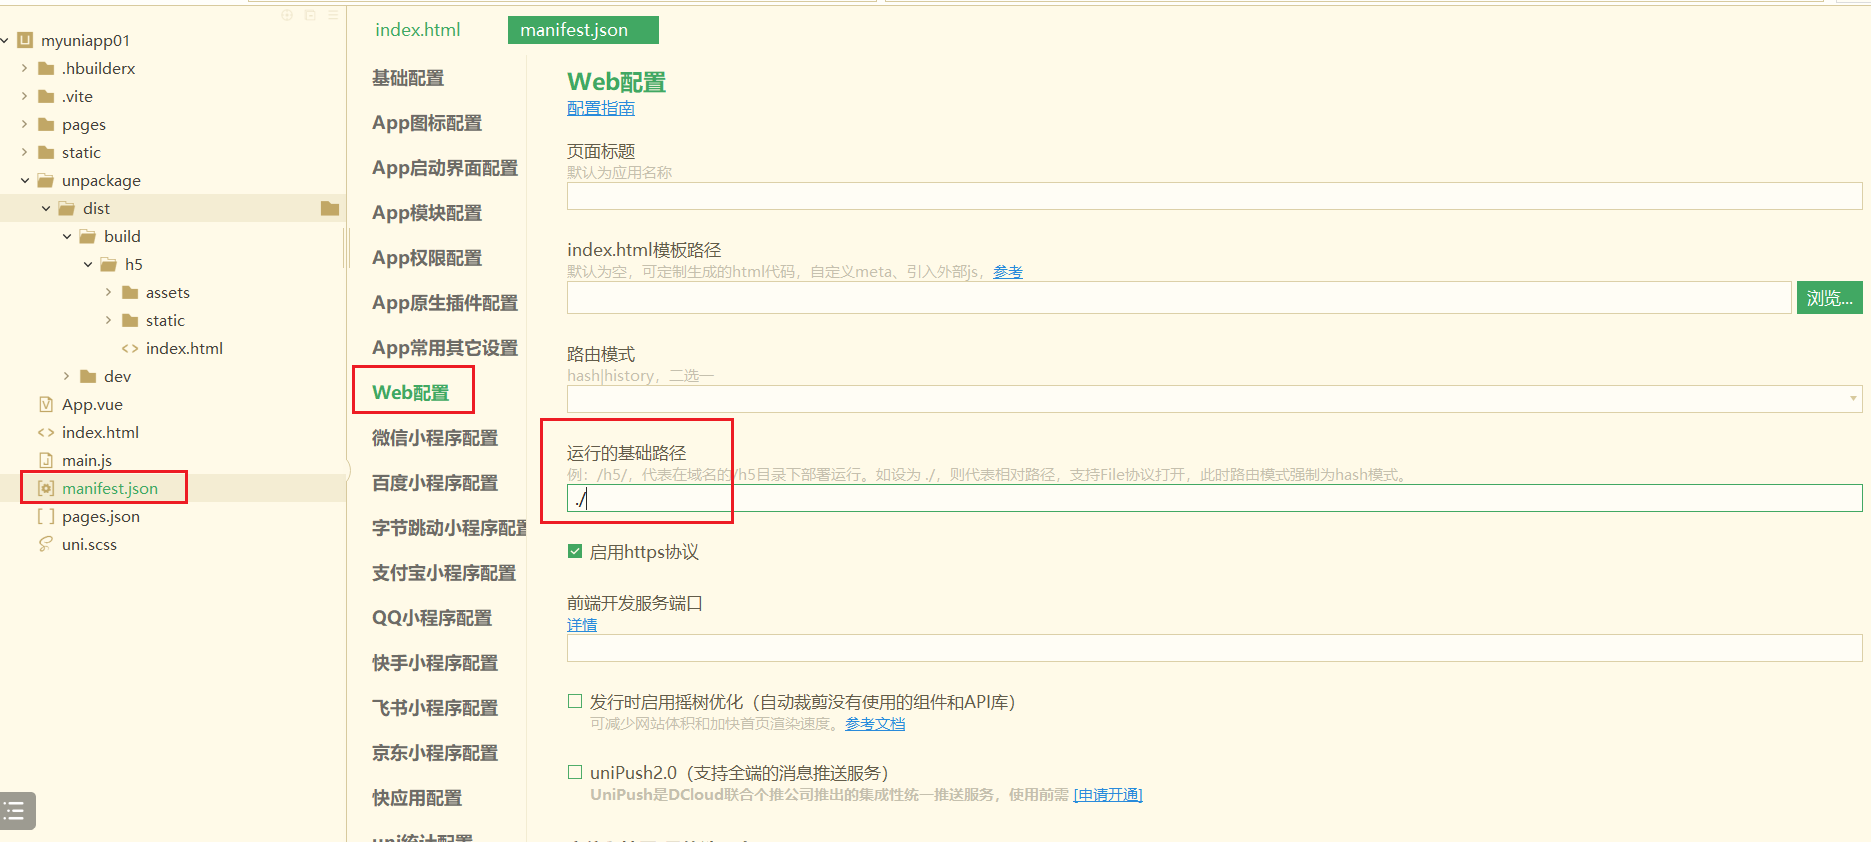 myuniapp01
.hbuilderx
.vite
pages
static
unpackage
dist
build
h5
assets
static
index.html
dev
App.vue
index.html
main.js
manifest.json
pages.json
uni.scss
index.html
manifest.json
基础配置
App图标配置
App启动界面配置
App模块配置
App权限配置
App原生插件配置
App常用其它设置
Web配置
微信小程序配置
百度小程序配置
字节跳动小程序配置
支付宝小程序配置
QQ小程序配置
快手小程序配置
飞书小程序配置
京东小程序配置
快应用配置
uni统计配置
Web配置
配置指南
页面标题
默认为应用名称
index.html模板路径
默认为空，可定制生成的html代码，自定义meta、引入外部js，参考
浏览...
路由模式
hash|history，二选一
运行的基础路径
例：/h5/，代表在域名的/h5目录下部署运行。如设为 ./，则代表相对路径，支持File协议打开，此时路由模式强制为hash模式。
./
启用https协议
前端开发服务端口
详情
发行时启用摇树优化（自动裁剪没有使用的组件和API库）
可减少网站体积和加快首页渲染速度。参考文档
uniPush2.0（支持全端的消息推送服务）
UniPush是DCloud联合个推公司推出的集成性统一推送服务，使用前需 [申请开通]